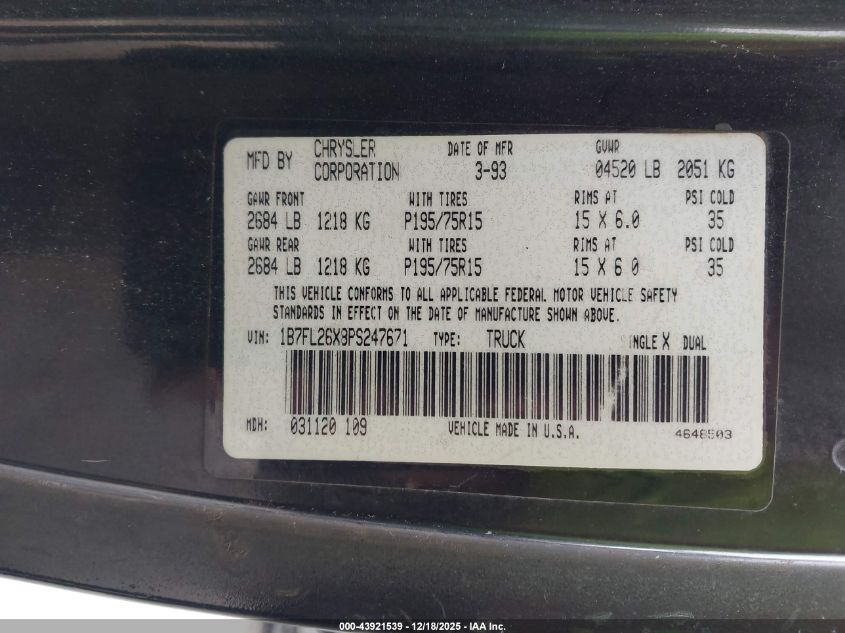 MFD BY CHRYSLER CORPORATION DATE OF MFR 3-93 GVWR 04520 LB 2051 KG
GAWR FRONT WITH TIRES RIMS AT PSI COLD
2684 LB 1218 KG P195/75R15 15 X 6.0 35
GAWR REAR WITH TIRES RIMS AT PSI COLD
2684 LB 1218 KG P195/75R15 15 X 6 0 35
THIS VEHICLE CONFORMS TO ALL APPLICABLE FEDERAL MOTOR VEHICLE SAFETY
STANDARDS IN EFFECT ON THE DATE OF MANUFACTURE SHOWN ABOVE.
VIN: 1B7FL26X8PS247671 TYPE: TRUCK INGLE X DUAL
MDH: 031120 109 VEHICLE MADE IN U.S.A. 4648503
000-43921539 - 12/18/2025 - IAA Inc.